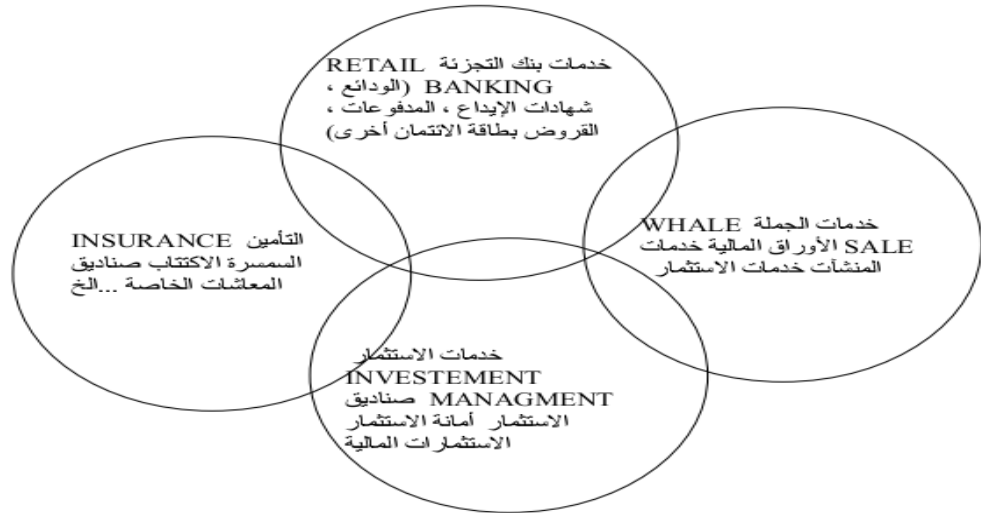 خدمات بنك التجزئة RETAIL
BANKING (الودائع ،
شهادات الإيداع ، المدفوعات ،
القروض بطاقة الائتمان أخرى)
خدمات الجملة WHALE
SALE الأوراق المالية خدمات
المنشآت خدمات الاستثمار
التأمين INSURANCE
السمسرة الاكتتاب صناديق
المعاشات الخاصة ...الخ
خدمات الاستثمار
INVESTEMENT
MANAGMENT صناديق
الاستثمار أمانة الاستثمار
الاستثمارات المالية